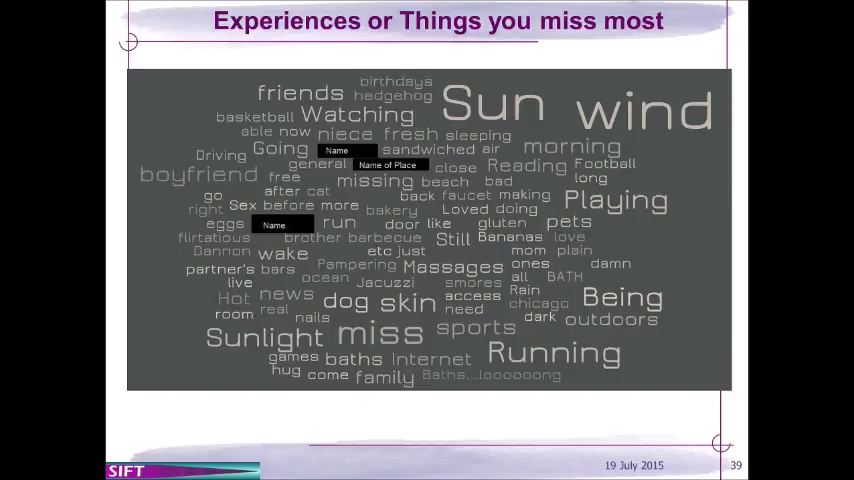 Experiences or Things you miss most
birthdays
friends hedgehog Sun wind
basketball Watching
able now niece fresh sleeping
Going Name sandwiched air morning
Driving general Name of Place close Reading Football
boyfriend free missing beach bad long
go after cat back faucet making Playing
right Sex before more bakery Loved doing
eggs Name run door like gluten pets
flirtatious brother barbecue Still Bananas love
Dannon wake etc just mom plain
partner's bars Pampering Massages ones damn
live ocean Jacuzzi smores all BATH
Hot news dog skin access Rain chicago Being
room real nails need dark outdoors
Sunlight miss sports
games baths Internet Running
hug come family Baths...loooooong
SIFT 19 July 2015 39